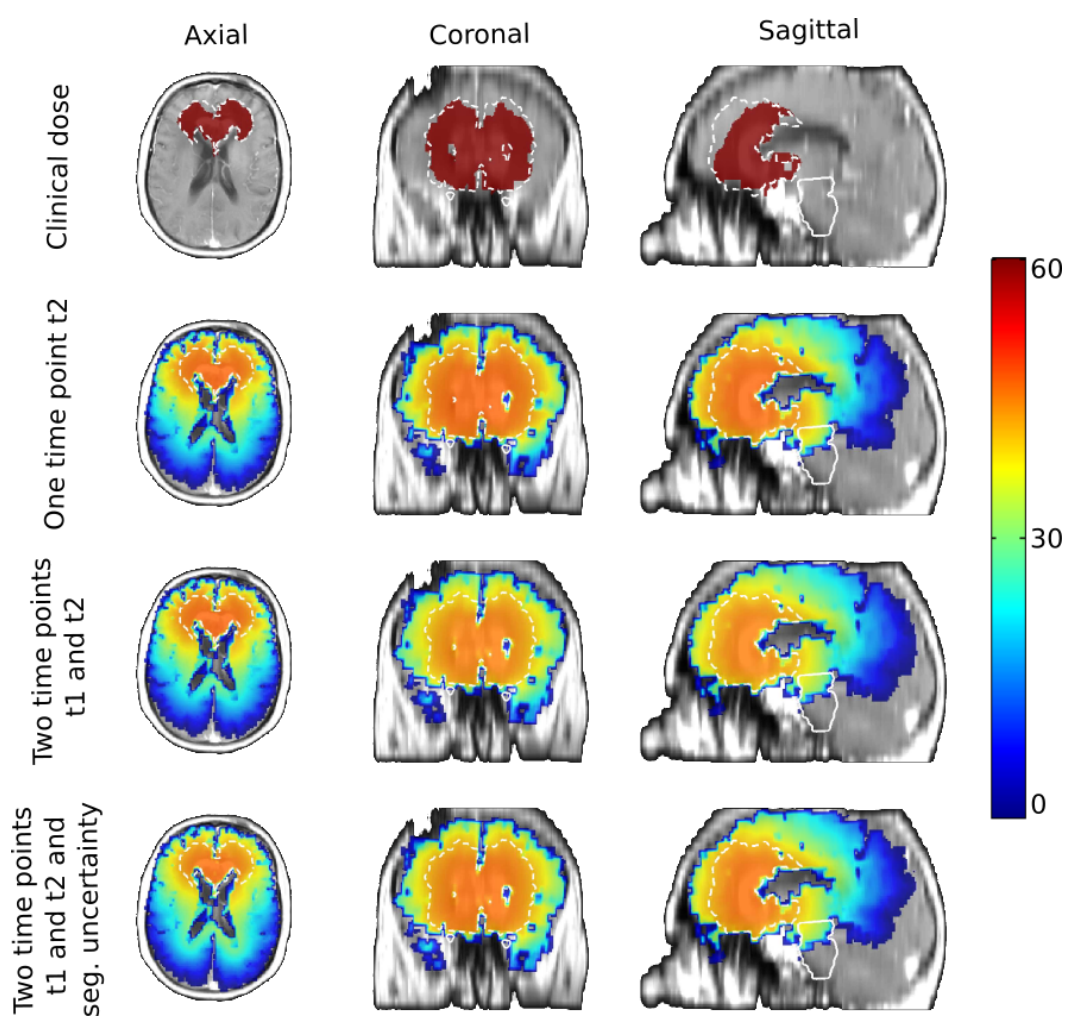 Axial
Coronal
Sagittal
Clinical dose
One time point t2
Two time points
t1 and t2
Two time points
t1 and t2 and
seg. uncertainty
60
30
0